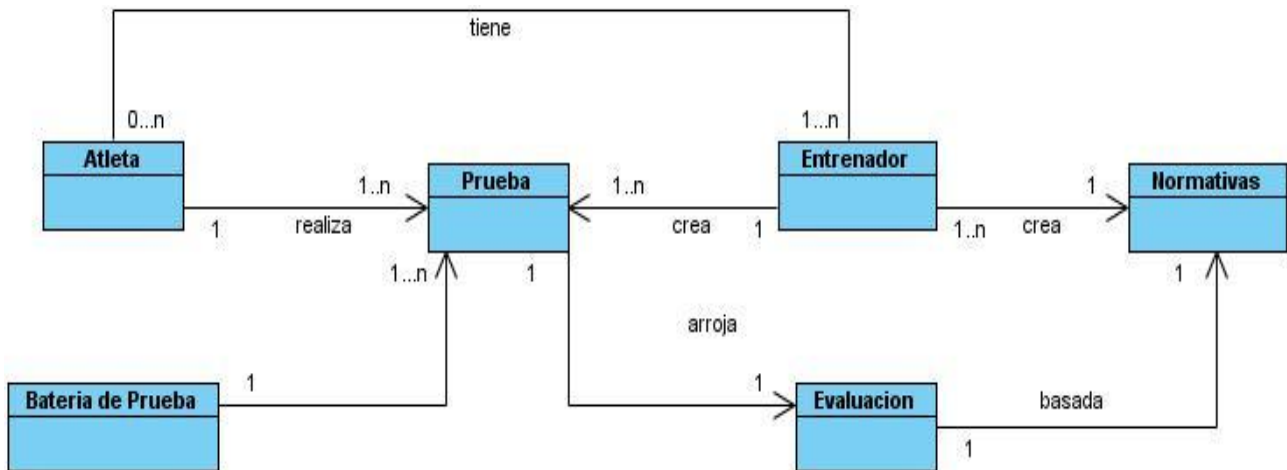 tiene
0...n
1...n
Atleta
Entrenador
Prueba
Normativas
1..n
1..n
1
1
realiza
crea
1
1..n
crea
1...n
1
1
arroja
1
1
basada
Bateria de Prueba
Evaluacion
1